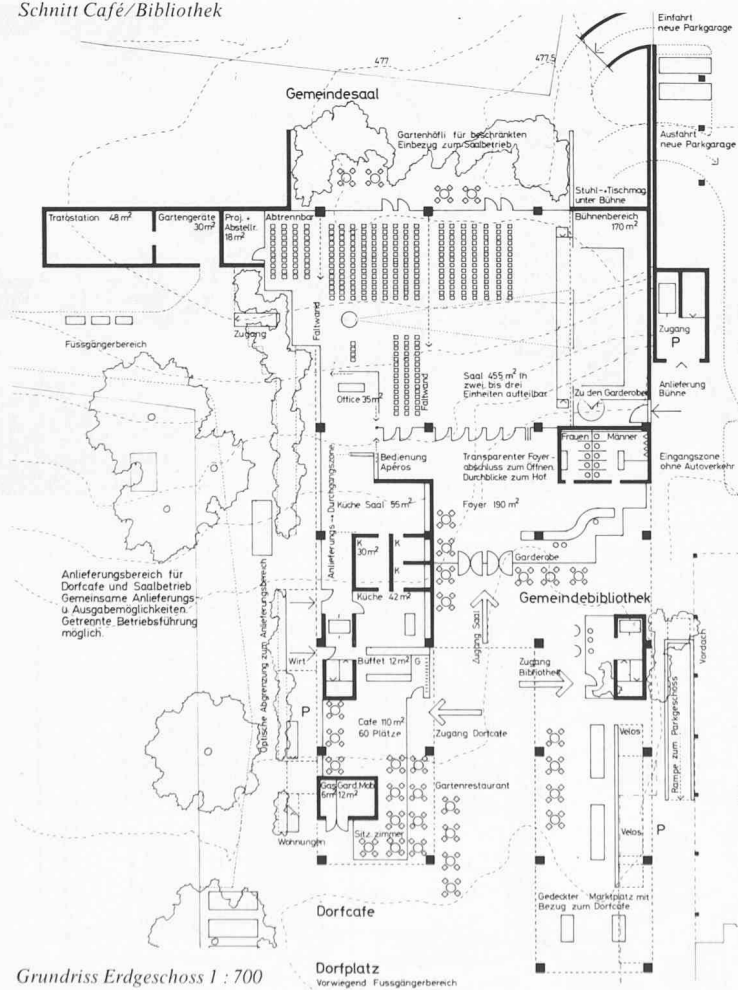 Schnitt Café/Bibliothek
Einfahrt
neue Parkgarage
477
477.5
Gemeindesaal
Gartenhöfli für beschränkten
Einbezug zum Saalbetrieb
Ausfahrt
neue Parkgarage
Stuhl-+Tischmag.
unter Bühne
Trafostation 48 m²
Gartengeräte
30 m²
Proj. +
Abstellr.
18 m²
Abtrennbar
Bühnenbereich
170 m²
Fussgängerbereich
Zugang
Faltwand
Faltwand
Zugang
P
Office 35 m²
Saal 455 m² In
zwei bis drei
Einheiten aufteilbar
Zu den Garderoben
Anlieferung
Bühne
Frauen
Männer
Bedienung
Apéros
Transparenter Foyer-
abschluss zum Öffnen.
Durchblicke zum Hof
Eingangszone
ohne Autoverkehr
Anlieferungs-+Durchgangszone
Küche Saal 55 m²
Foyer 190 m²
K
30 m²
K
K
Garderobe
Anlieferungsbereich für
Dorfcafe und Saalbetrieb
Gemeinsame Anlieferungs-
u. Ausgabemöglichkeiten.
Getrennte Betriebsführung
möglich.
Optische Abgrenzung zum Anlieferungsbereich
Küche 42 m²
Gemeindebibliothek
Zugang Saal
Wirt
Buffet 12 m²
G
Zugang
Bibliothek
Vordach
Rampe zum Parkgeschoss
P
Cafe 110 m²
60 Plätze
Zugang Dorfcafe
Velos
Gas
6 m²
Gard. Mob.
12 m²
Gartenrestaurant
Wohnungen
Sitz.zimmer
Velos
P
Dorfcafe
Gedeckter Marktplatz mit
Bezug zum Dorfcafe
Dorfplatz
Vorwiegend Fussgängerbereich
Grundriss Erdgeschoss 1 : 700